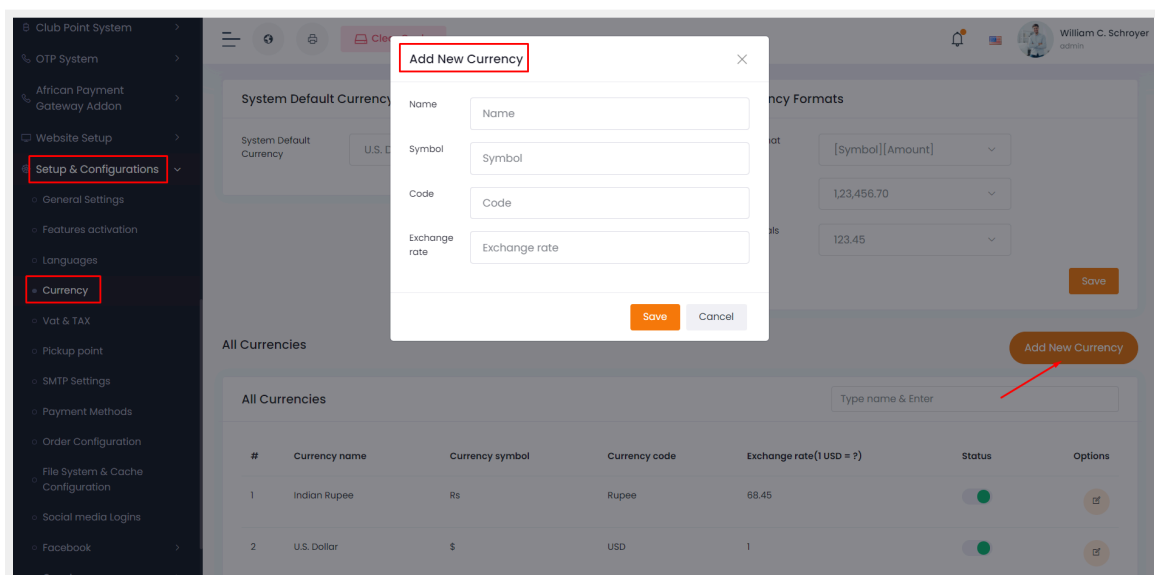 Club Point System
OTP System
African Payment
Gateway Addon
Website Setup
Setup & Configurations
General Settings
Features activation
Languages
Currency
Vat & TAX
Pickup point
SMTP Settings
Payment Methods
Order Configuration
File System & Cache
Configuration
Social media Logins
Facebook
William C. Schroyer
admin
System Default Currency
System Default
Currency
U.S.
Add New Currency
Name
Name
Symbol
Symbol
Code
Code
Exchange
rate
Exchange rate
Save
Cancel
Formats
[Symbol][Amount]
1,23,456.70
123.45
Save
All Currencies
Add New Currency
All Currencies
Type name & Enter
# Currency name Currency symbol Currency code Exchange rate(1 USD = ?) Status Options
1 Indian Rupee Rs Rupee 68.45
2 U.S. Dollar $ USD 1